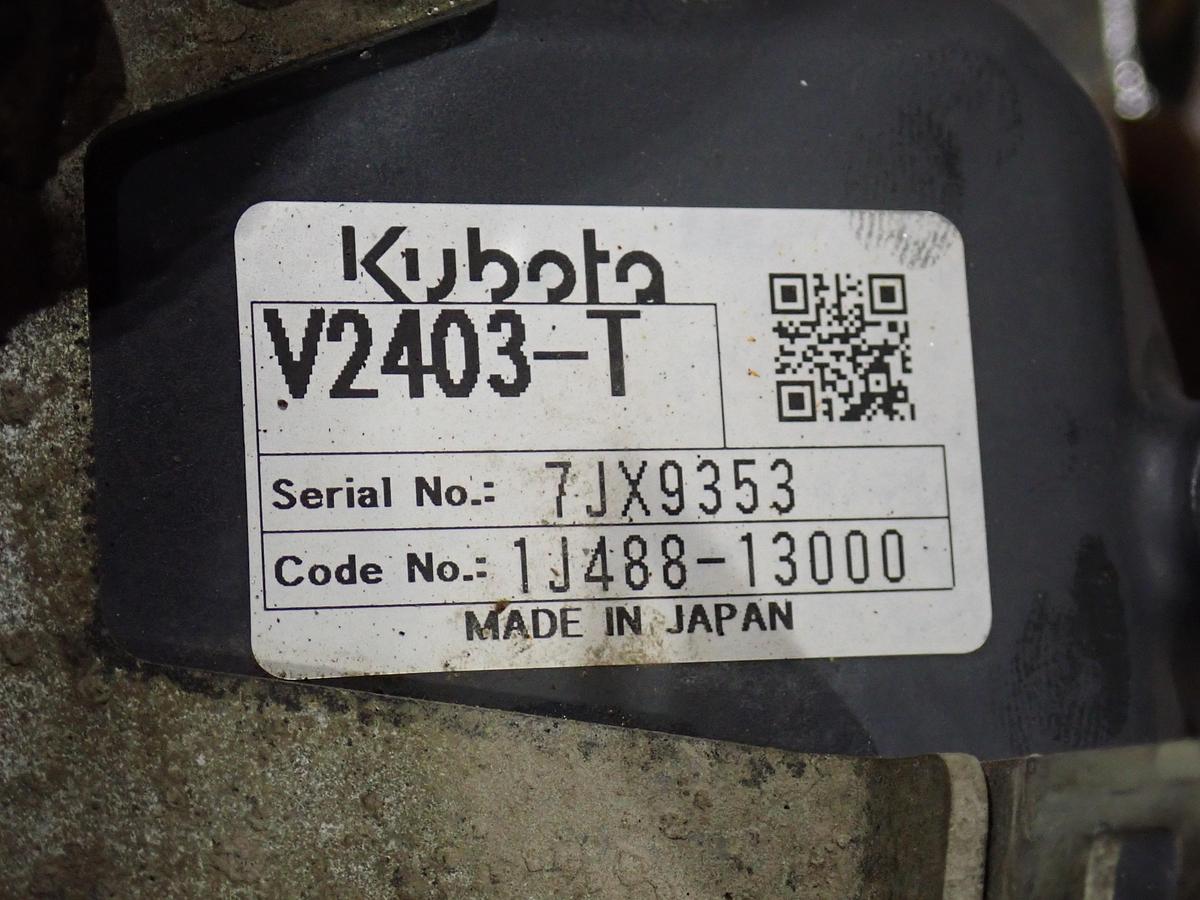 Kubota
V2403-T
Serial No.: 7JX9353
Code No.: 1J488-13000
MADE IN JAPAN